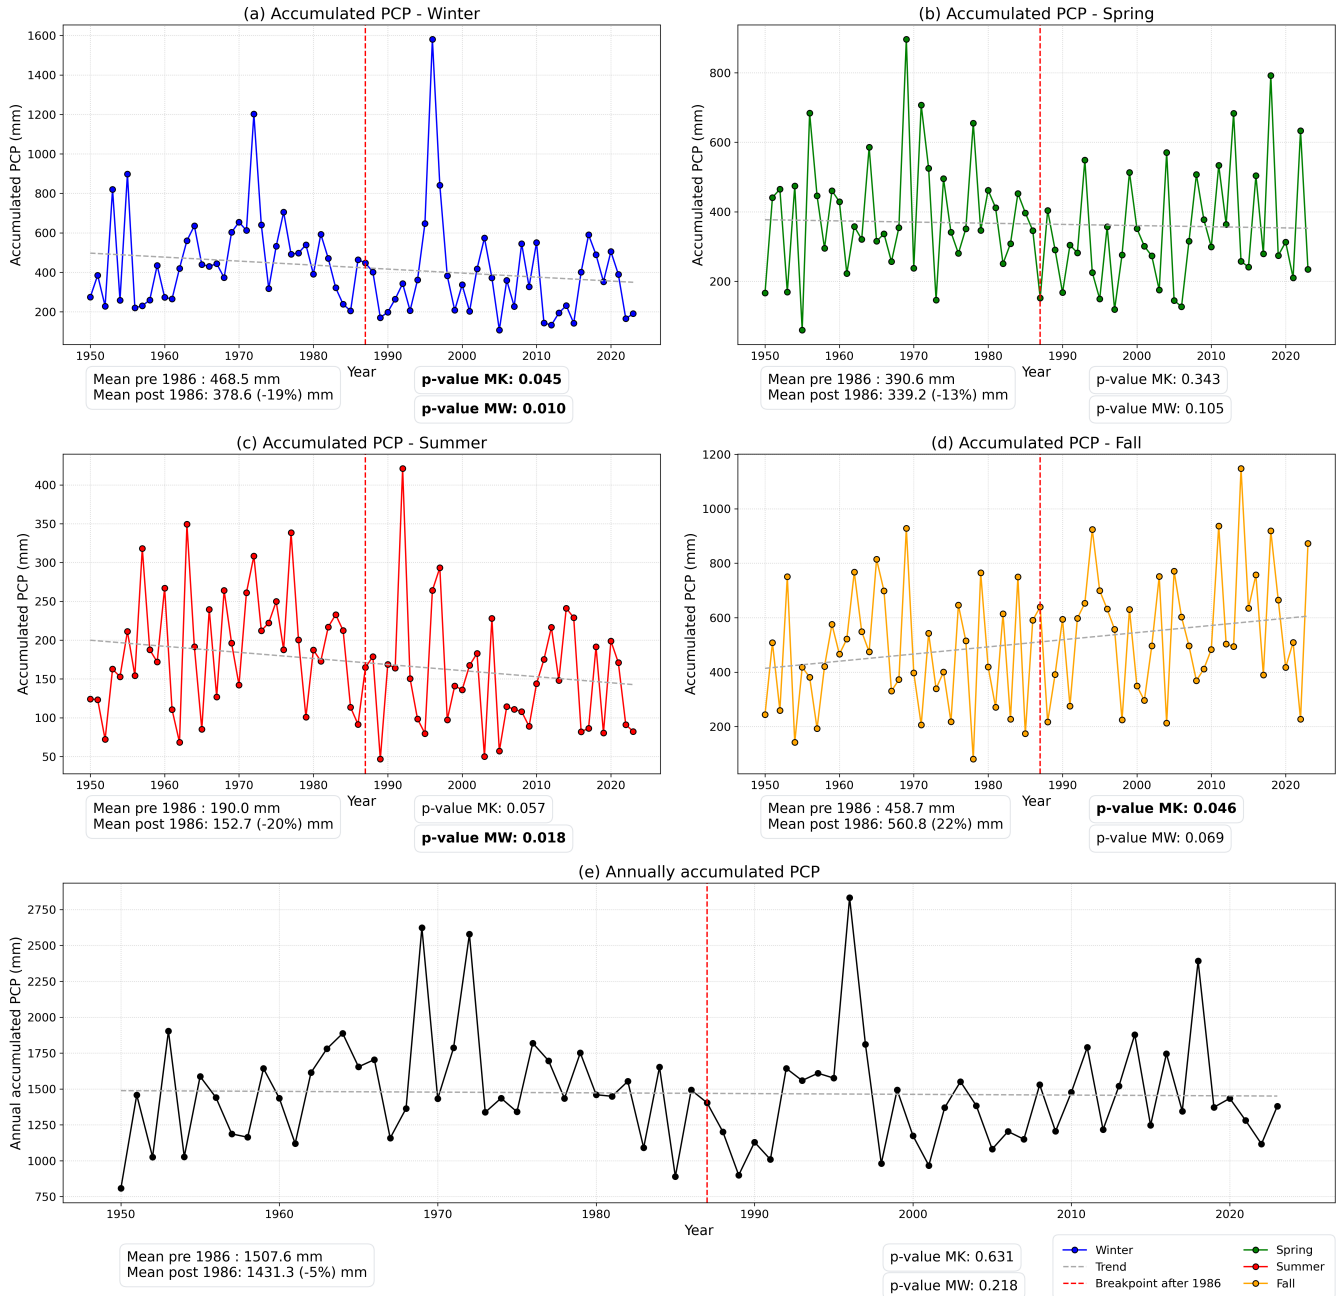 (a) Accumulated PCP - Winter
Accumulated PCP (mm)
1600
1400
1200
1000
800
600
400
200
1950 1960 1970 1980 1990 2000 2010 2020
Year
Mean pre 1986 : 468.5 mm
Mean post 1986: 378.6 (-19%) mm
p-value MK: 0.045
p-value MW: 0.010
(b) Accumulated PCP - Spring
Accumulated PCP (mm)
800
600
400
200
1950 1960 1970 1980 1990 2000 2010 2020
Year
Mean pre 1986 : 390.6 mm
Mean post 1986: 339.2 (-13%) mm
p-value MK: 0.343
p-value MW: 0.105
(c) Accumulated PCP - Summer
Accumulated PCP (mm)
400
350
300
250
200
150
100
50
1950 1960 1970 1980 1990 2000 2010 2020
Year
Mean pre 1986 : 190.0 mm
Mean post 1986: 152.7 (-20%) mm
p-value MK: 0.057
p-value MW: 0.018
(d) Accumulated PCP - Fall
Accumulated PCP (mm)
1200
1000
800
600
400
200
1950 1960 1970 1980 1990 2000 2010 2020
Year
Mean pre 1986 : 458.7 mm
Mean post 1986: 560.8 (22%) mm
p-value MK: 0.046
p-value MW: 0.069
(e) Annually accumulated PCP
Annual accumulated PCP (mm)
2750
2500
2250
2000
1750
1500
1250
1000
750
1950 1960 1970 1980 1990 2000 2010 2020
Year
Mean pre 1986 : 1507.6 mm
Mean post 1986: 1431.3 (-5%) mm
p-value MK: 0.631
p-value MW: 0.218
Winter
Trend
Breakpoint after 1986
Spring
Summer
Fall